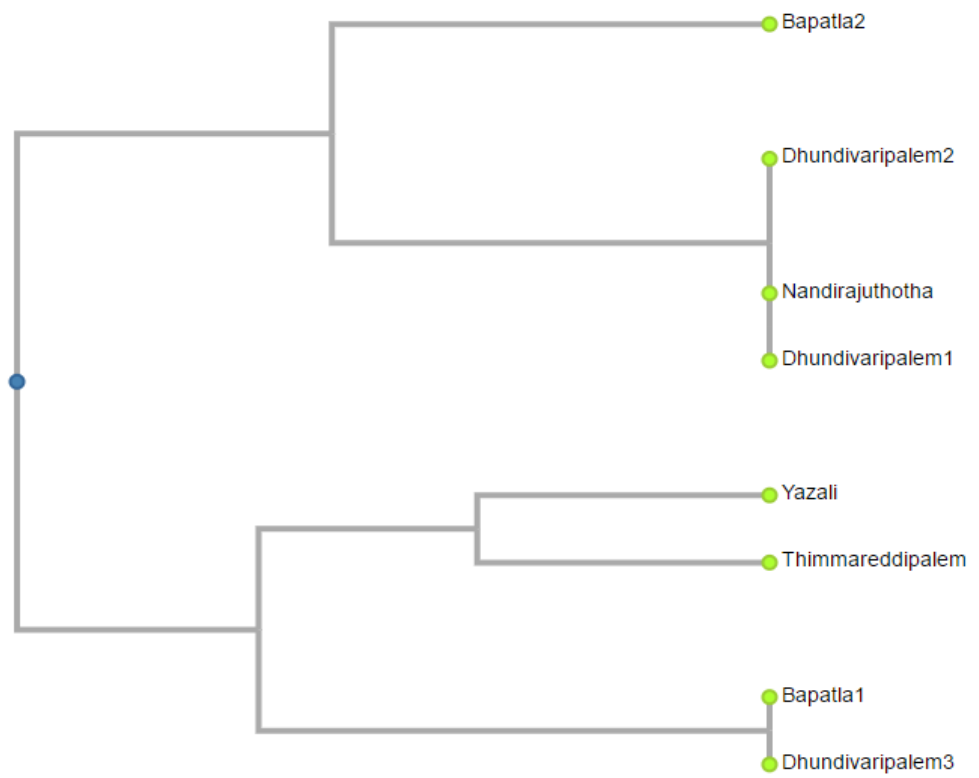 Bapatla2
Dhundivaripalem2
Nandirajuthotha
Dhundivaripalem1
Yazali
Thimmareddipalem
Bapatla1
Dhundivaripalem3